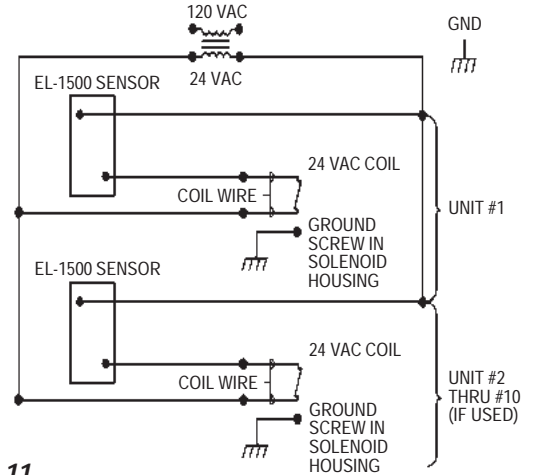 120 VAC
GND
24 VAC
EL-1500 SENSOR
24 VAC COIL
COIL WIRE
UNIT #1
GROUND
SCREW IN
SOLENOID
HOUSING
EL-1500 SENSOR
24 VAC COIL
COIL WIRE
UNIT #2
THRU #10
(IF USED)
GROUND
SCREW IN
SOLENOID
HOUSING
11